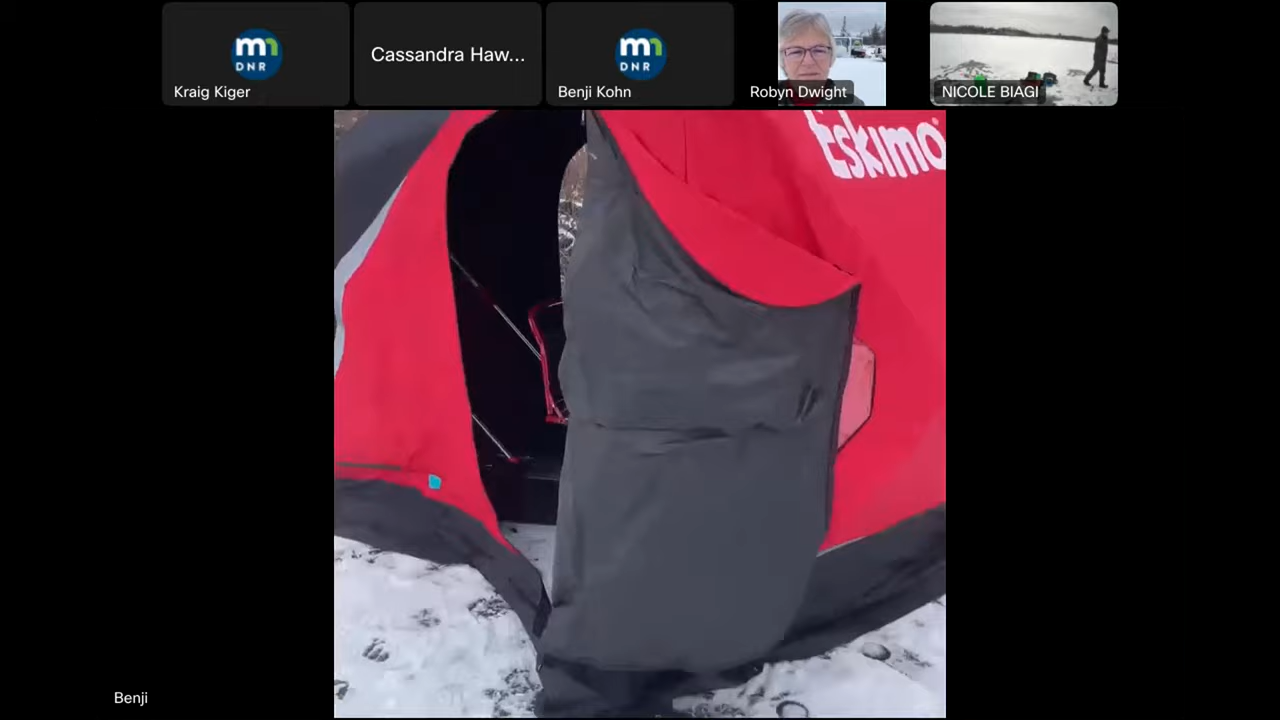 mn
DNR
Kraig Kiger
Cassandra Haw...
mn
DNR
Benji Kohn
Robyn Dwight
NICOLE BIAGI
Eskimo
Benji